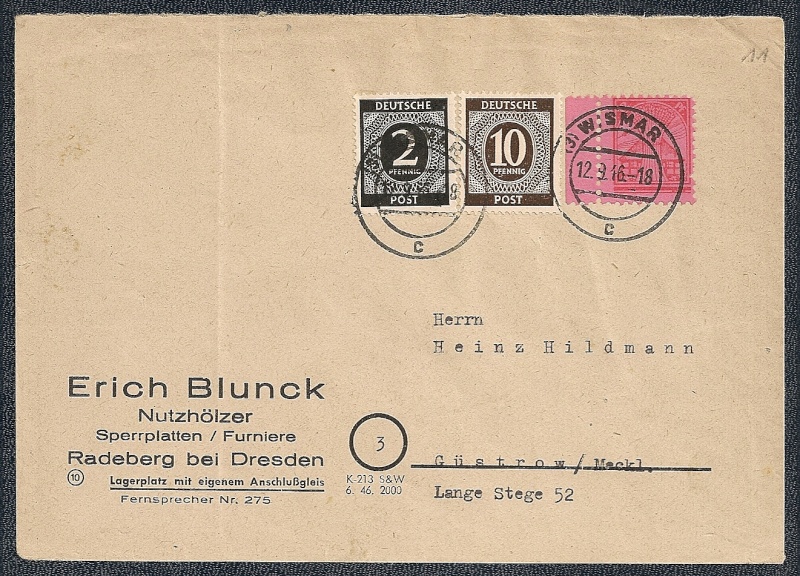 11
DEUTSCHE
2
PFENNIG
POST
DEUTSCHE
10
PFENNIG
POST
C
(3) WISMAR
12.9.46.-18
C
Herrn
Heinz Hildmann
Güstrow/Meckl.
Lange Stege 52
Erich Blunck
Nutzhölzer
Sperrplatten / Furniere
Radeberg bei Dresden
10 Lagerplatz mit eigenem Anschlußgleis
Fernsprecher Nr. 275
3
K-213 S&W
6. 46. 2000